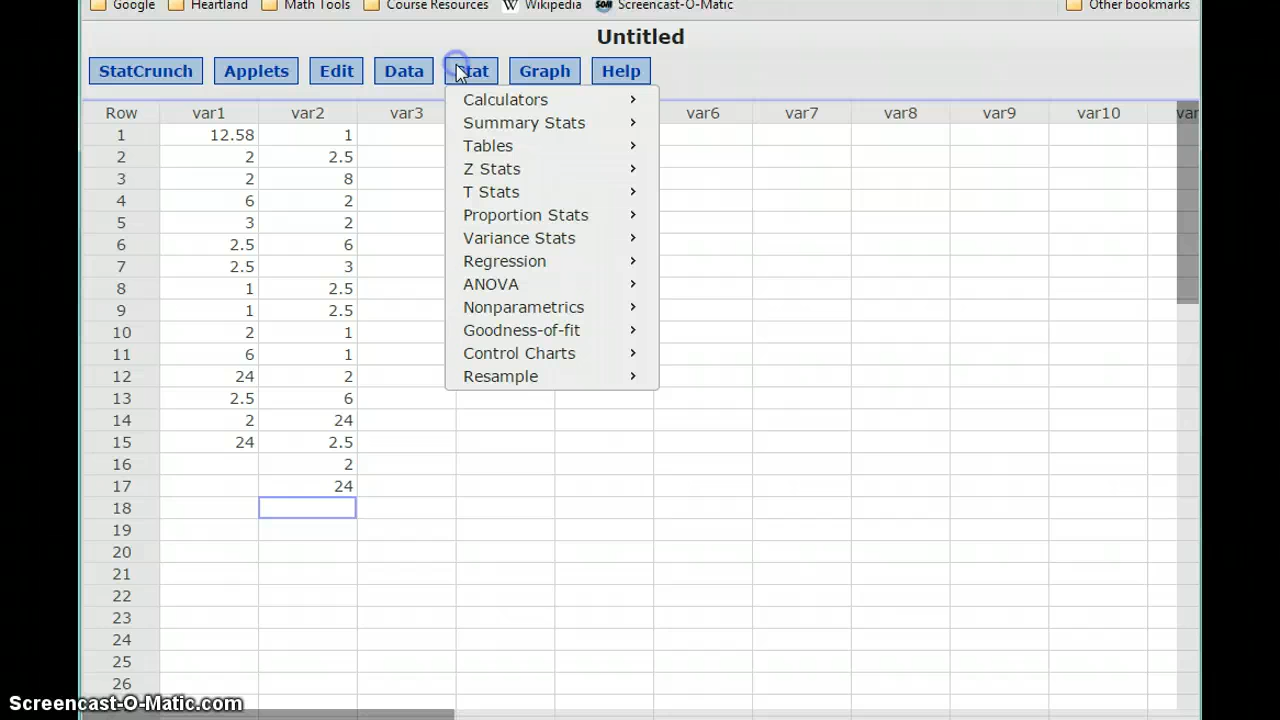 Google Heartland Math Tools Course Resources W Wikipedia SOM Screencast-O-Matic Other bookmarks
Untitled
StatCrunch Applets Edit Data Stat Graph Help
Row var1 var2 var3 var6 var7 var8 var9 var10 var
1 12.58 1
2 2 2.5
3 2 8
4 6 2
5 3 2
6 2.5 6
7 2.5 3
8 1 2.5
9 1 2.5
10 2 1
11 6 1
12 24 2
13 2.5 6
14 2 24
15 24 2.5
16 2
17 24
18
19
20
21
22
23
24
25
26
Calculators
Summary Stats
Tables
Z Stats
T Stats
Proportion Stats
Variance Stats
Regression
ANOVA
Nonparametrics
Goodness-of-fit
Control Charts
Resample
Screencast-O-Matic.com